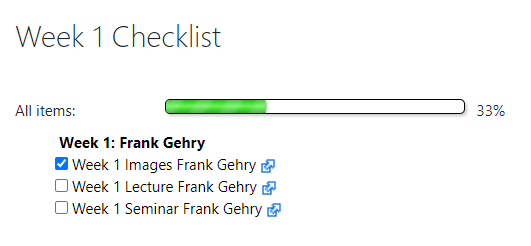 Week 1 Checklist
All items: 33%
Week 1: Frank Gehry
Week 1 Images Frank Gehry
Week 1 Lecture Frank Gehry
Week 1 Seminar Frank Gehry